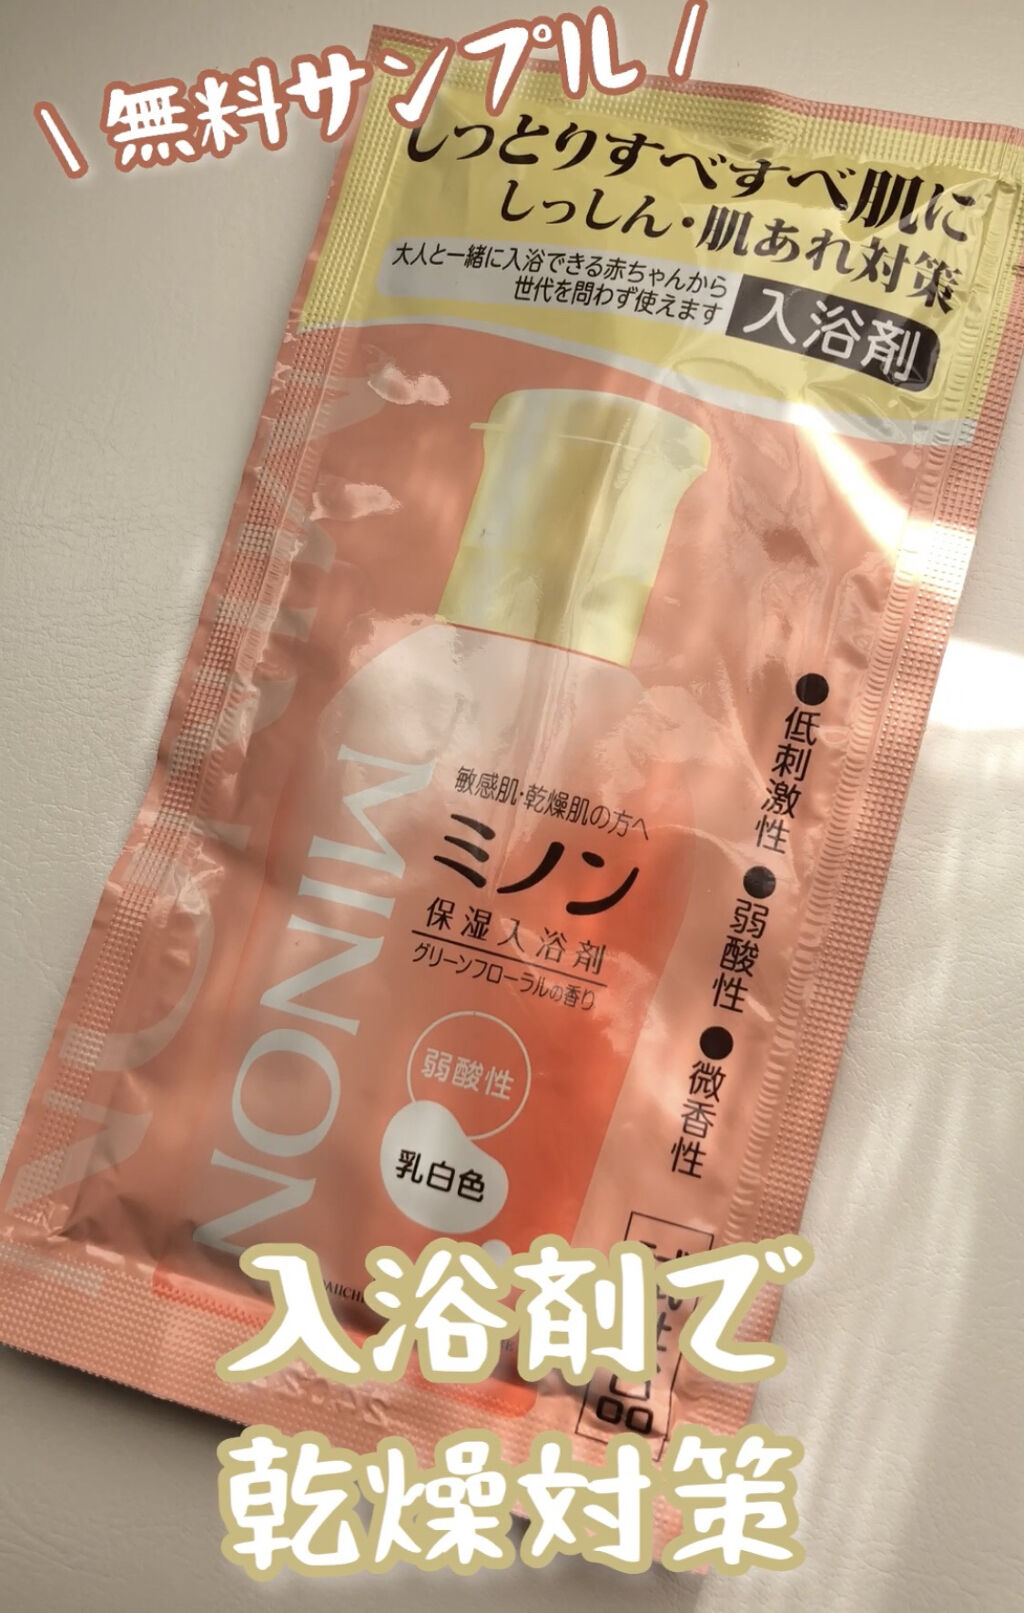 \ 無料サンプル /
しっとりすべすべ肌に
しっしん・肌あれ対策
大人と一緒に入浴できる赤ちゃんから
世代を問わず使えます
入浴剤
敏感肌・乾燥肌の方へ
ミノン
保湿入浴剤
グリーンフローラルの香り
MINON
弱酸性
乳白色
●低刺激性 ●弱酸性 ●微香性
入浴剤で
乾燥対策